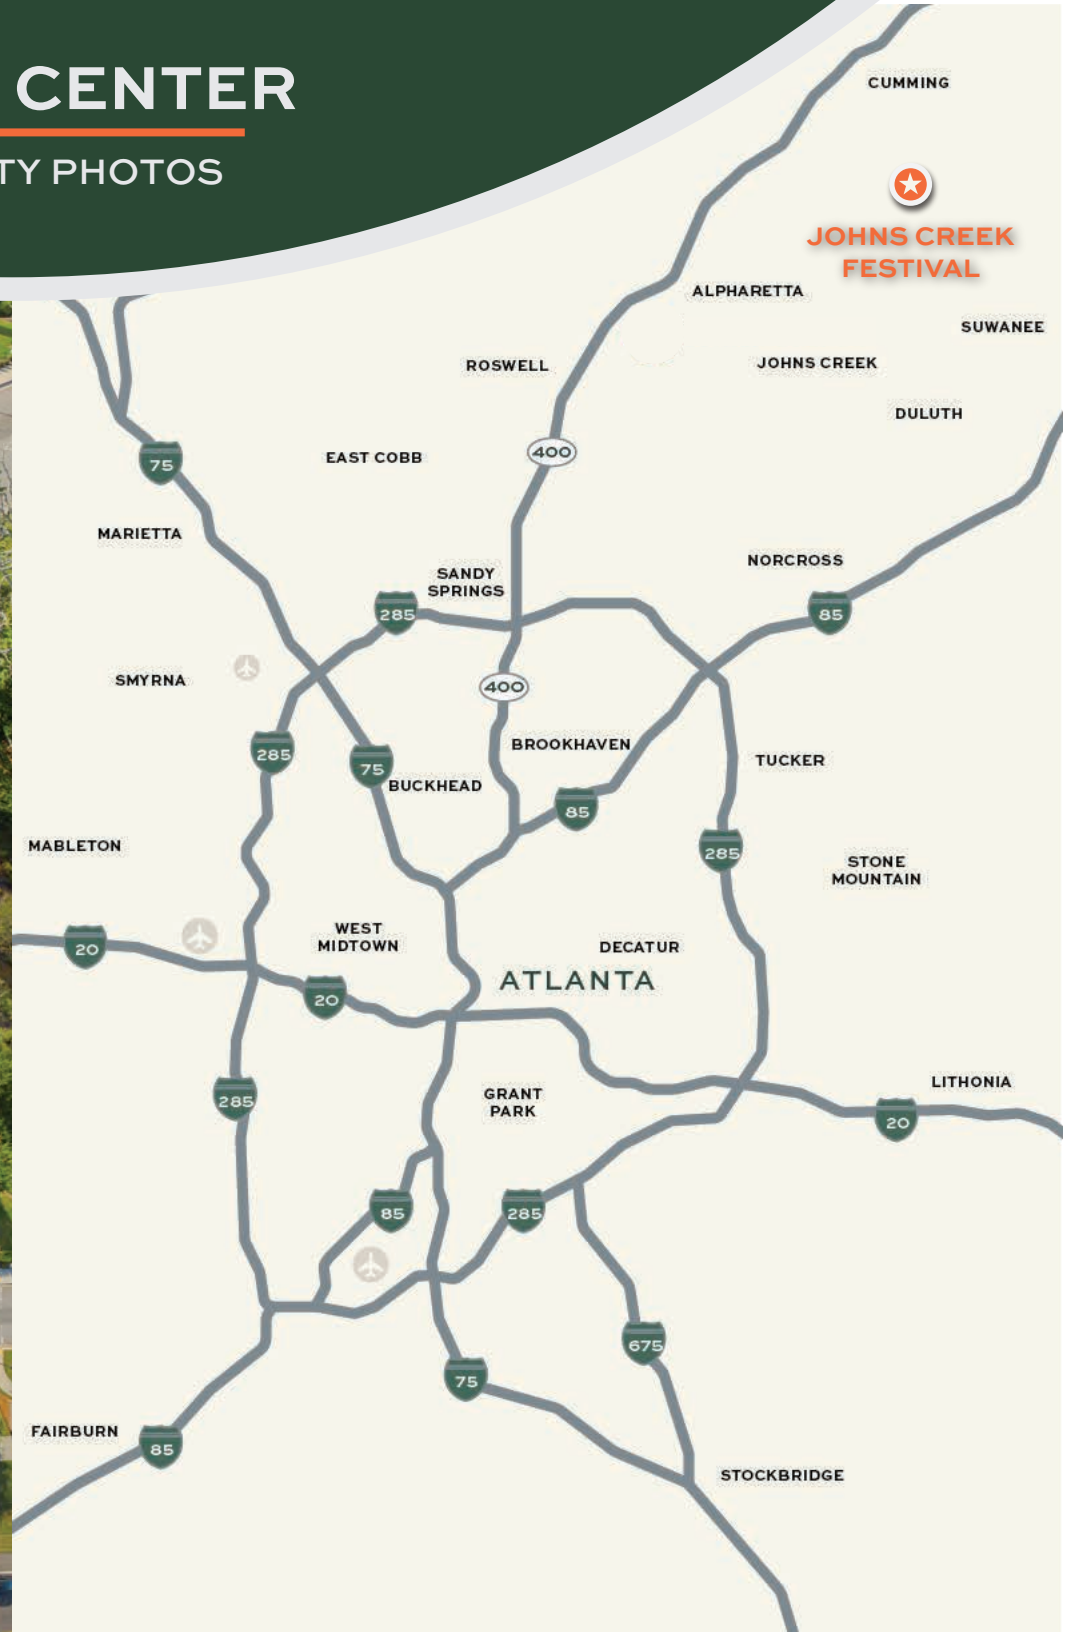 CENTER
TY PHOTOS
CUMMING
JOHNS CREEK
FESTIVAL
ALPHARETTA
SUWANEE
ROSWELL
JOHNS CREEK
DULUTH
400
EAST COBB
75
MARIETTA
NORCROSS
SANDY
SPRINGS
285
85
SMYRNA
400
BROOKHAVEN
285
75
TUCKER
BUCKHEAD
85
MABLETON
285
STONE
MOUNTAIN
WEST
MIDTOWN
20
DECATUR
ATLANTA
20
LITHONIA
285
GRANT
PARK
20
85
285
675
75
FAIRBURN
85
STOCKBRIDGE